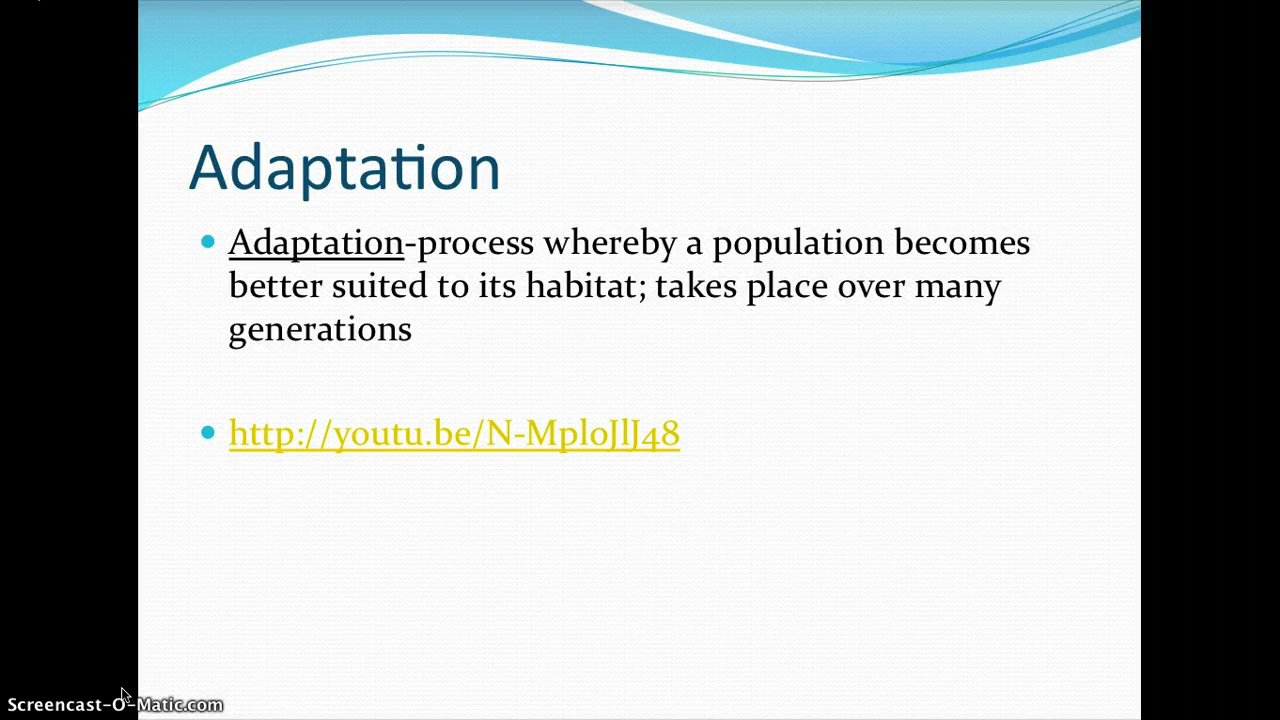 Adaptation
Adaptation-process whereby a population becomes
better suited to its habitat; takes place over many
generations
http://youtu.be/N-MploJlJ48
Screencast-O-Matic.com